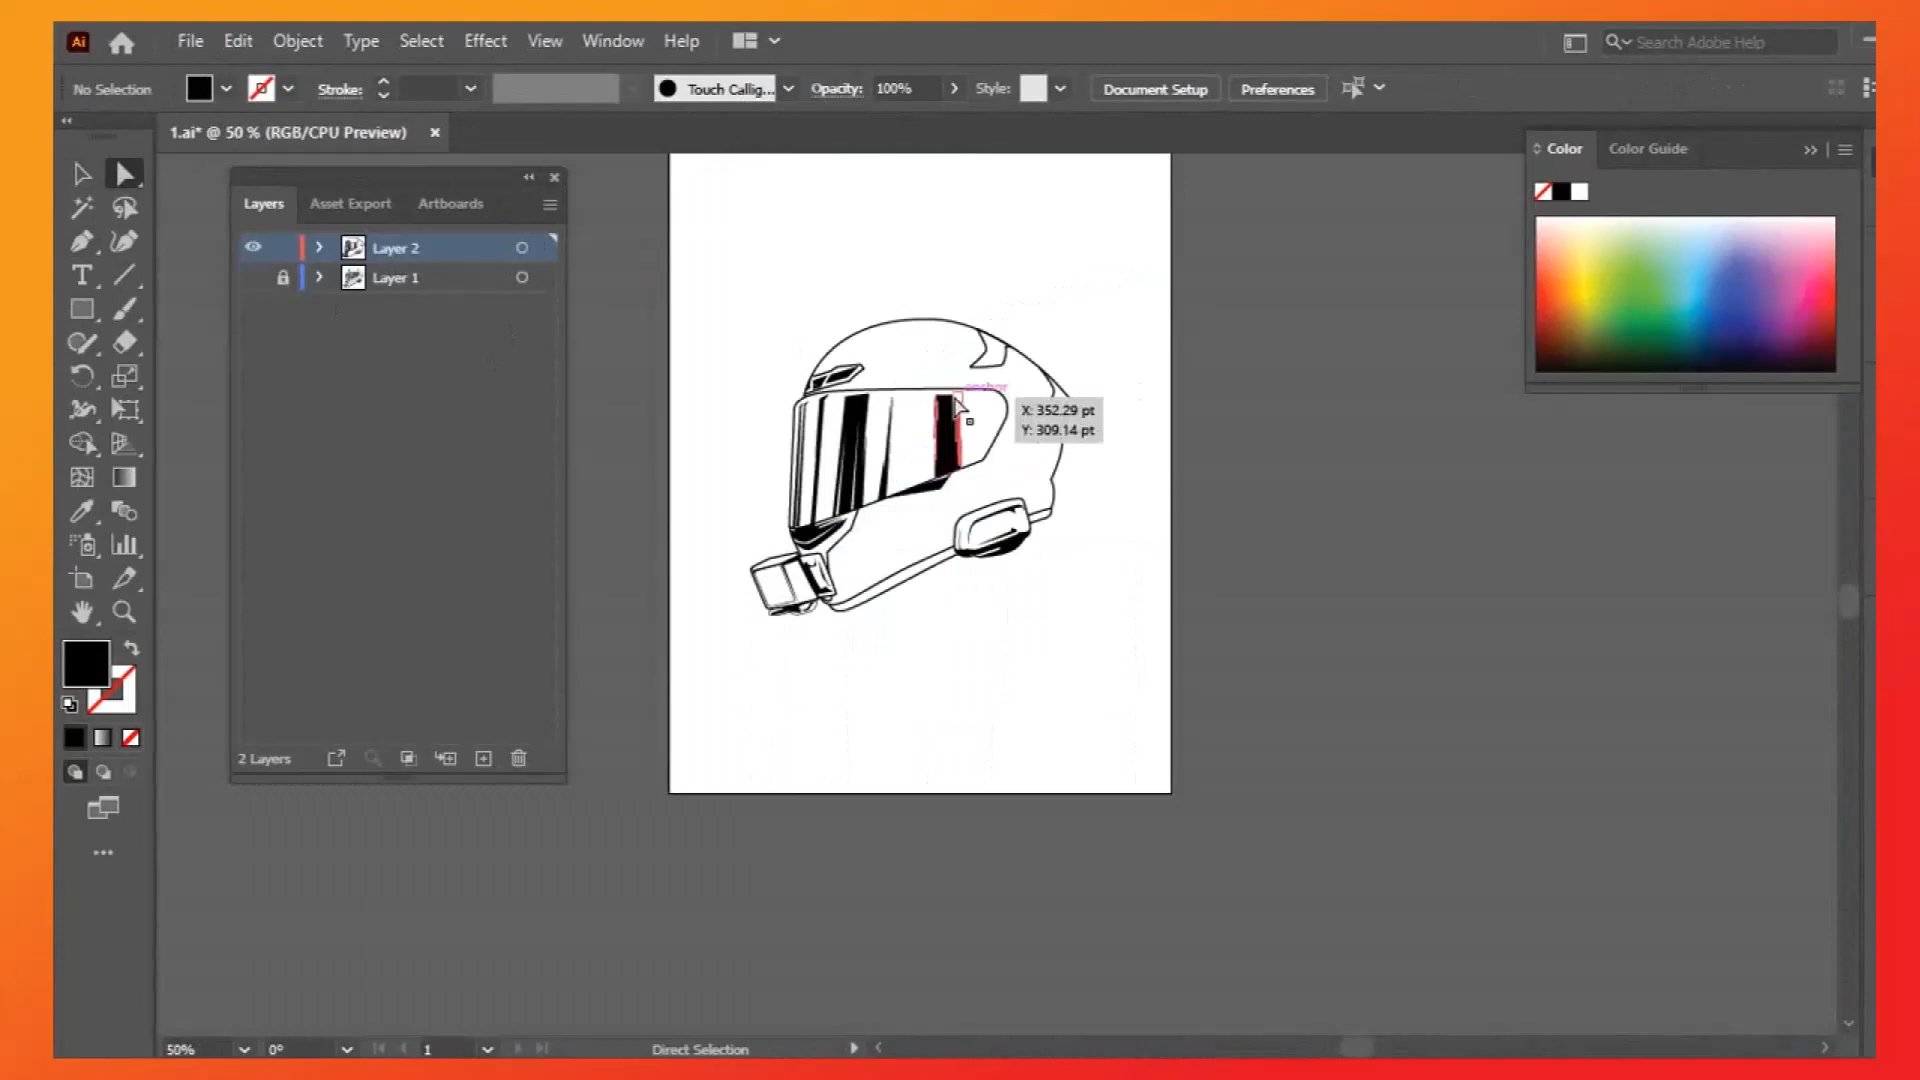 Ai
File Edit Object Type Select Effect View Window Help
Search Adobe Help
No Selection
Stroke:
Touch Callig...
Opacity: 100%
Style:
Document Setup
Preferences
1.ai* @ 50 % (RGB/CPU Preview)
Color Color Guide
Layers Asset Export Artboards
Layer 2
Layer 1
anchor
X: 352.29 pt
Y: 309.14 pt
2 Layers
50% 0° 1 Direct Selection